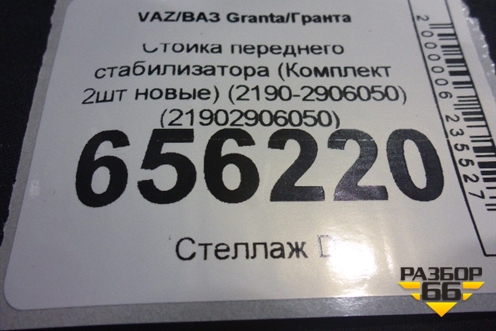 VAZ/ВАЗ Granta/Гранта
Стойка переднего
стабилизатора (Комплект
2шт новые) (2190-2906050)
(21902906050)
656220
Стеллаж
2000006235527
РАЗБОР
66